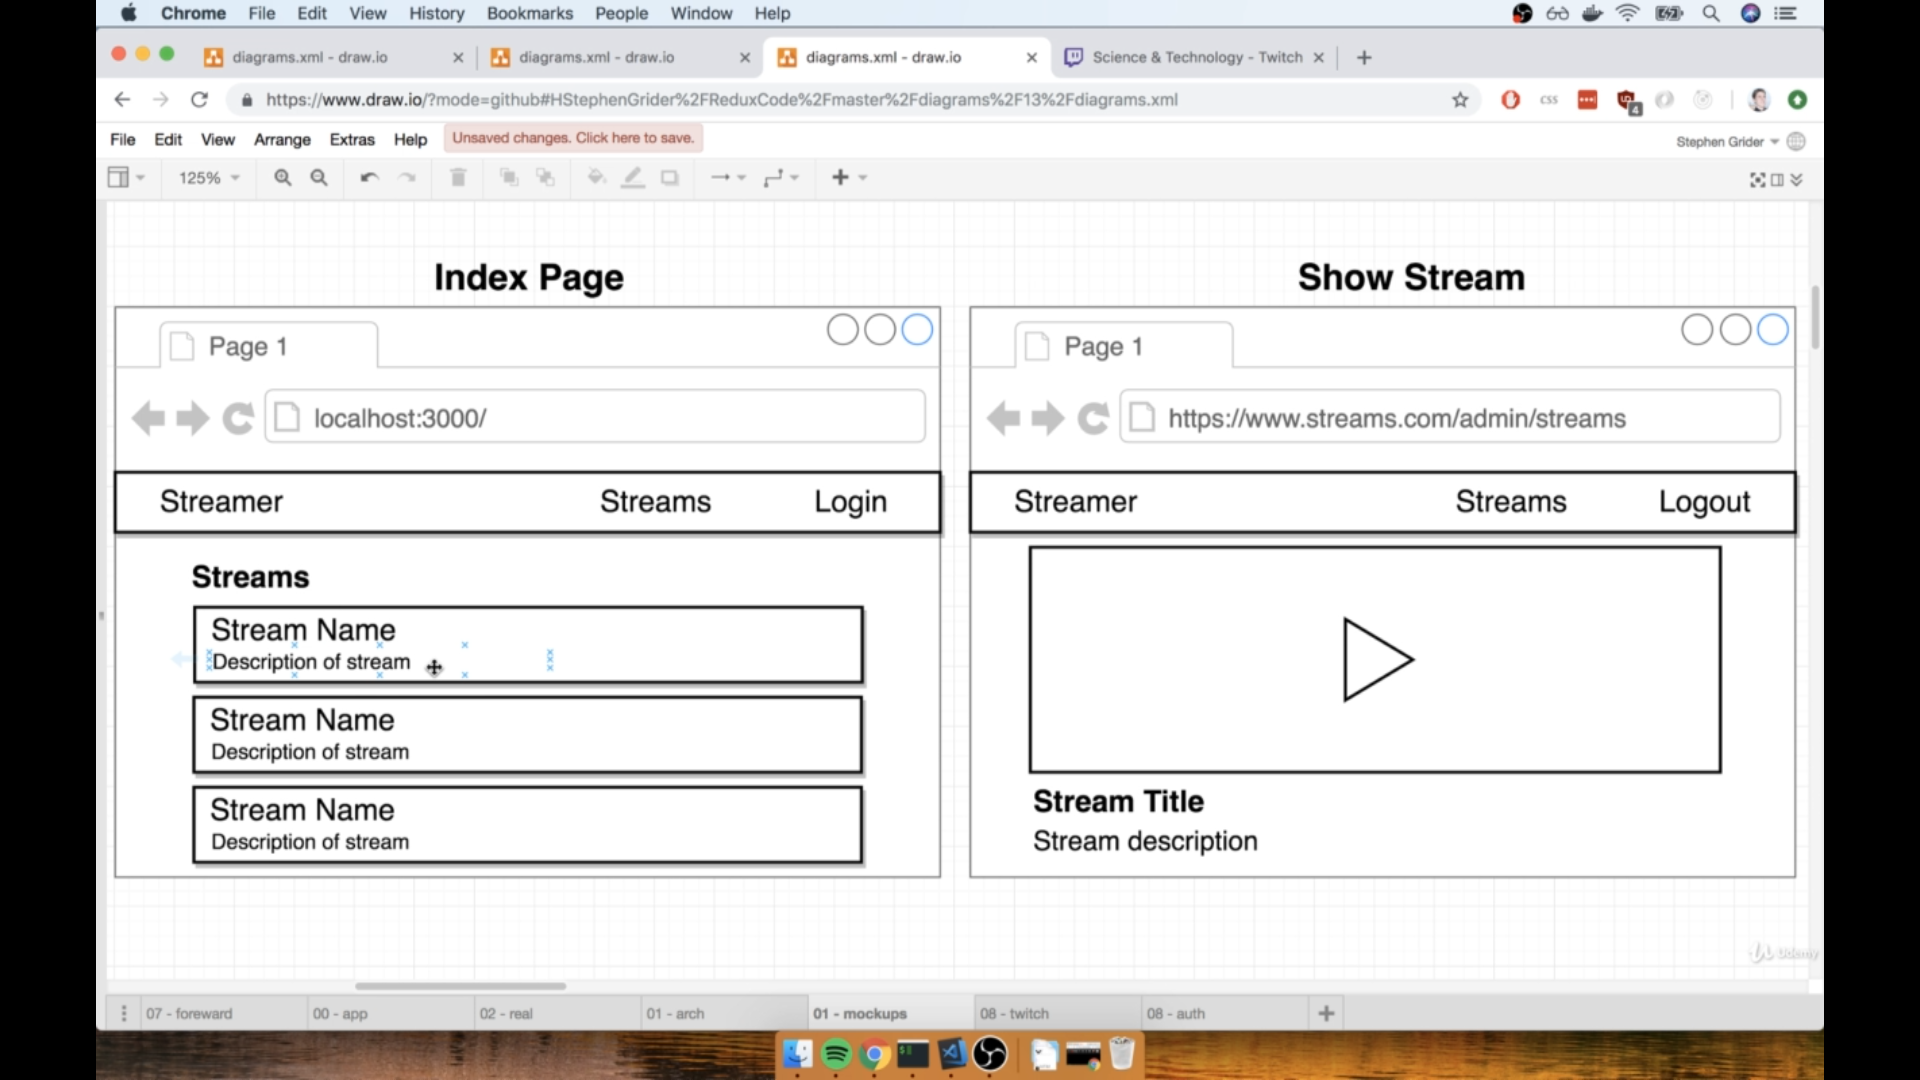 Chrome File Edit View History Bookmarks People Window Help
diagrams.xml - draw.io
diagrams.xml - draw.io
diagrams.xml - draw.io
Science & Technology - Twitch
https://www.draw.io/?mode=github#HStephenGrider%2FReduxCode%2Fmaster%2Fdiagrams%2F13%2Fdiagrams.xml
css
4
File Edit View Arrange Extras Help
Unsaved changes. Click here to save.
Stephen Grider
125%
Index Page
Page 1
localhost:3000/
Streamer Streams Login
Streams
Stream Name
Description of stream
Stream Name
Description of stream
Stream Name
Description of stream
Show Stream
Page 1
https://www.streams.com/admin/streams
Streamer Streams Logout
Stream Title
Stream description
Udemy
07 - foreward
00 - app
02 - real
01 - arch
01 - mockups
08 - twitch
08 - auth